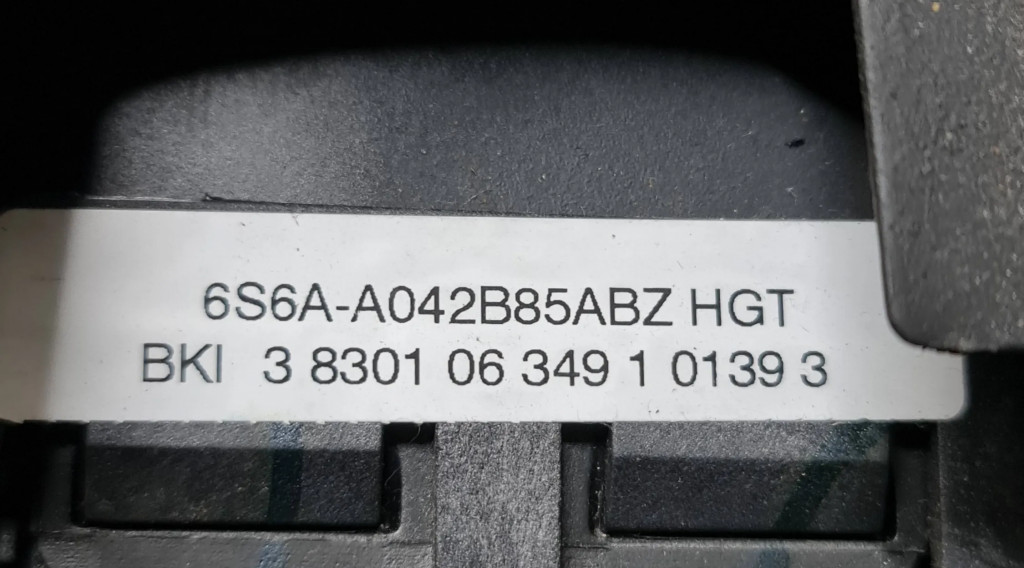 6S6A-A042B85ABZ HGT
BKI 3 8301 06 349 1 0139 3